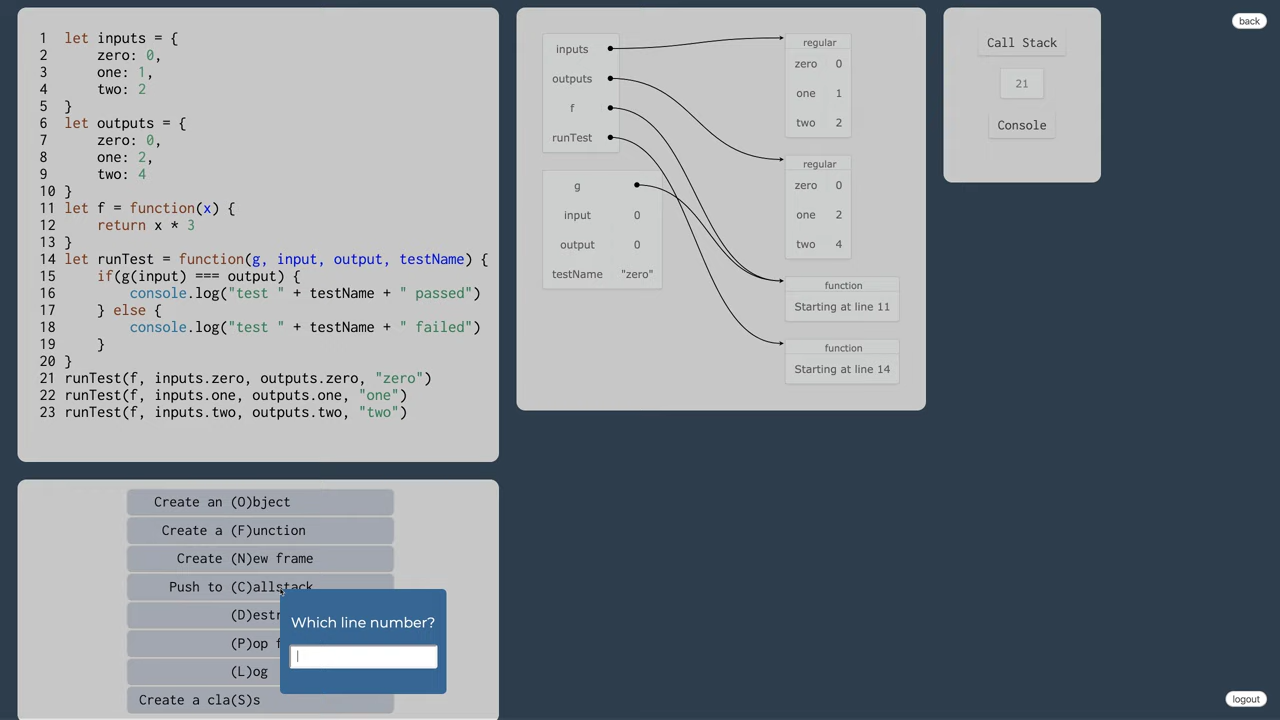 1 let inputs = {
2 zero: 0,
3 one: 1,
4 two: 2
5 }
6 let outputs = {
7 zero: 0,
8 one: 2,
9 two: 4
10 }
11 let f = function(x) {
12 return x * 3
13 }
14 let runTest = function(g, input, output, testName) {
15 if(g(input) === output) {
16 console.log("test " + testName + " passed")
17 } else {
18 console.log("test " + testName + " failed")
19 }
20 }
21 runTest(f, inputs.zero, outputs.zero, "zero")
22 runTest(f, inputs.one, outputs.one, "one")
23 runTest(f, inputs.two, outputs.two, "two")
Create an (O)bject
Create a (F)unction
Create (N)ew frame
Push to (C)allstack
(D)estr
(P)op f
(L)og
Create a cla(S)s
Which line number?
inputs
outputs
f
runTest
g
input 0
output 0
testName "zero"
regular
zero 0
one 1
two 2
regular
zero 0
one 2
two 4
function
Starting at line 11
function
Starting at line 14
Call Stack
21
Console
back
logout